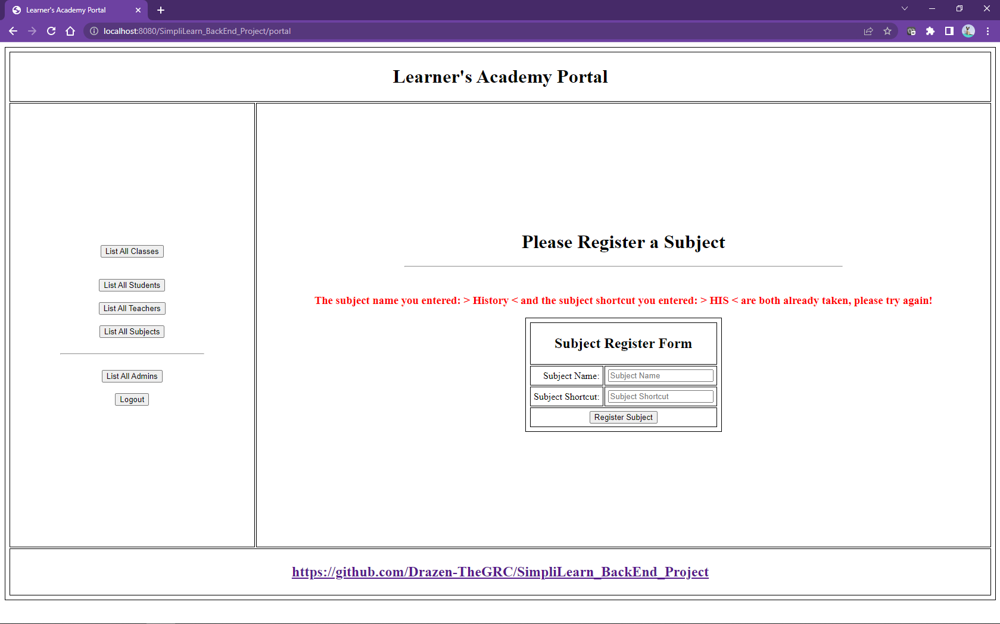 Learner's Academy Portal
localhost:8080/SimpliLearn_BackEnd_Project/portal
Learner's Academy Portal
List All Classes
List All Students
List All Teachers
List All Subjects
List All Admins
Logout
Please Register a Subject
The subject name you entered: > History < and the subject shortcut you entered: > HIS < are both already taken, please try again!
Subject Register Form
Subject Name: Subject Name
Subject Shortcut: Subject Shortcut
Register Subject
https://github.com/Drazen-TheGRC/SimpliLearn_BackEnd_Project